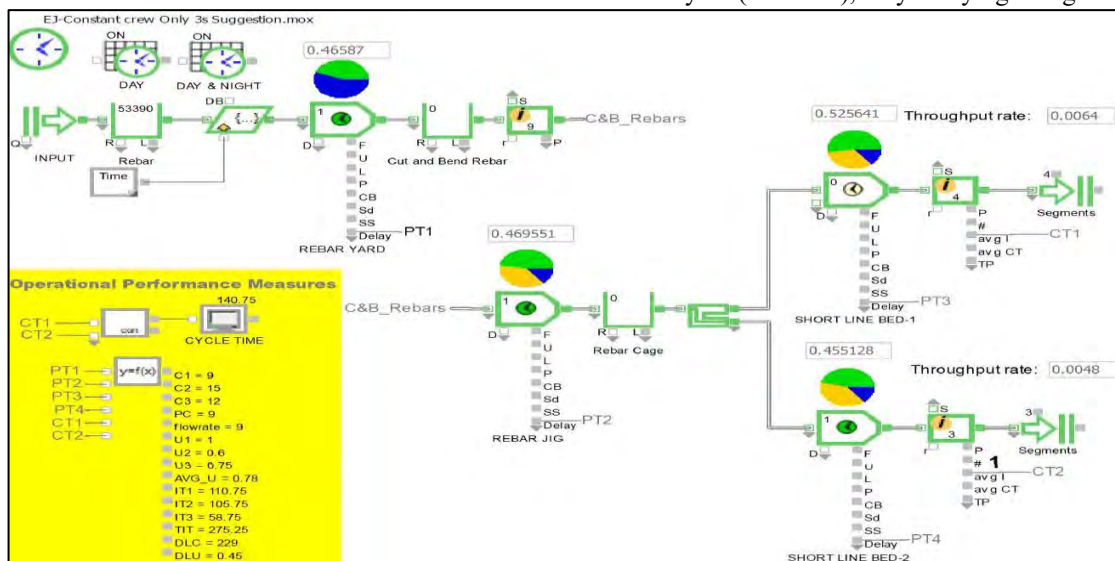 EJ-Constant crew Only 3s Suggestion.mox
ON
ON
DAY
DAY & NIGHT
0.46587
53390
DB
{...}
1
0
S
i
9
C&B_Rebars
Q
INPUT
R
L
Rebar
D
R
L
Cut and Bend Rebar
r
P
Time
F
U
L
P
CB
Sd
SS
Delay
PT1
REBAR YARD
0.525641
Throughput rate:
0.0064
0
S
i
4
4
Segments
D
r
P
#
avg I
avg CT
TP
CT1
F
U
L
P
CB
Sd
SS
Delay
PT3
SHORT LINE BED-1
0.469551
C&B_Rebars
1
0
D
R
L
Rebar Cage
F
U
L
P
CB
Sd
SS
Delay
PT2
REBAR JIG
0.455128
Throughput rate:
0.0048
1
S
i
3
3
Segments
D
r
P
# 1
avg I
avg CT
TP
CT2
F
U
L
P
CB
Sd
SS
Delay
PT4
SHORT LINE BED-2
Operational Performance Measures
140.75
CT1
CT2
CYCLE TIME
y=f(x)
PT1
PT2
PT3
PT4
CT1
CT2
C1 = 9
C2 = 15
C3 = 12
PC = 9
flowrate = 9
U1 = 1
U2 = 0.6
U3 = 0.75
AVG_U = 0.78
IT1 = 110.75
IT2 = 105.75
IT3 = 58.75
TIT = 275.25
DLC = 229
DLU = 0.45